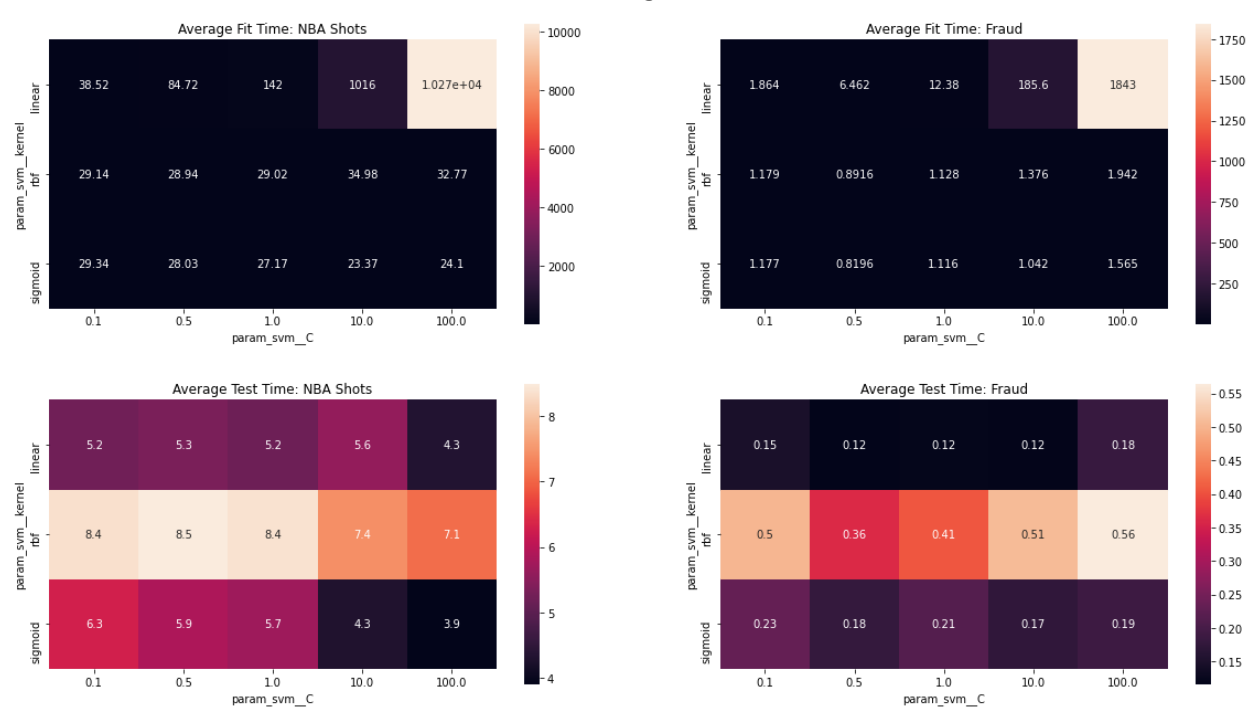 Average Fit Time: NBA Shots
linear 38.52 84.72 142 1016 1.027e+04
rbf 29.14 28.94 29.02 34.98 32.77
sigmoid 29.34 28.03 27.17 23.37 24.1
param_svm__kernel
0.1 0.5 1.0 10.0 100.0
param_svm__C
10000
8000
6000
4000
2000
Average Fit Time: Fraud
linear 1.864 6.462 12.38 185.6 1843
rbf 1.179 0.8916 1.128 1.376 1.942
sigmoid 1.177 0.8196 1.116 1.042 1.565
param_svm__kernel
0.1 0.5 1.0 10.0 100.0
param_svm__C
1750
1500
1250
1000
750
500
250
Average Test Time: NBA Shots
linear 5.2 5.3 5.2 5.6 4.3
rbf 8.4 8.5 8.4 7.4 7.1
sigmoid 6.3 5.9 5.7 4.3 3.9
param_svm__kernel
0.1 0.5 1.0 10.0 100.0
param_svm__C
8
7
6
5
4
Average Test Time: Fraud
linear 0.15 0.12 0.12 0.12 0.18
rbf 0.5 0.36 0.41 0.51 0.56
sigmoid 0.23 0.18 0.21 0.17 0.19
param_svm__kernel
0.1 0.5 1.0 10.0 100.0
param_svm__C
0.55
0.50
0.45
0.40
0.35
0.30
0.25
0.20
0.15